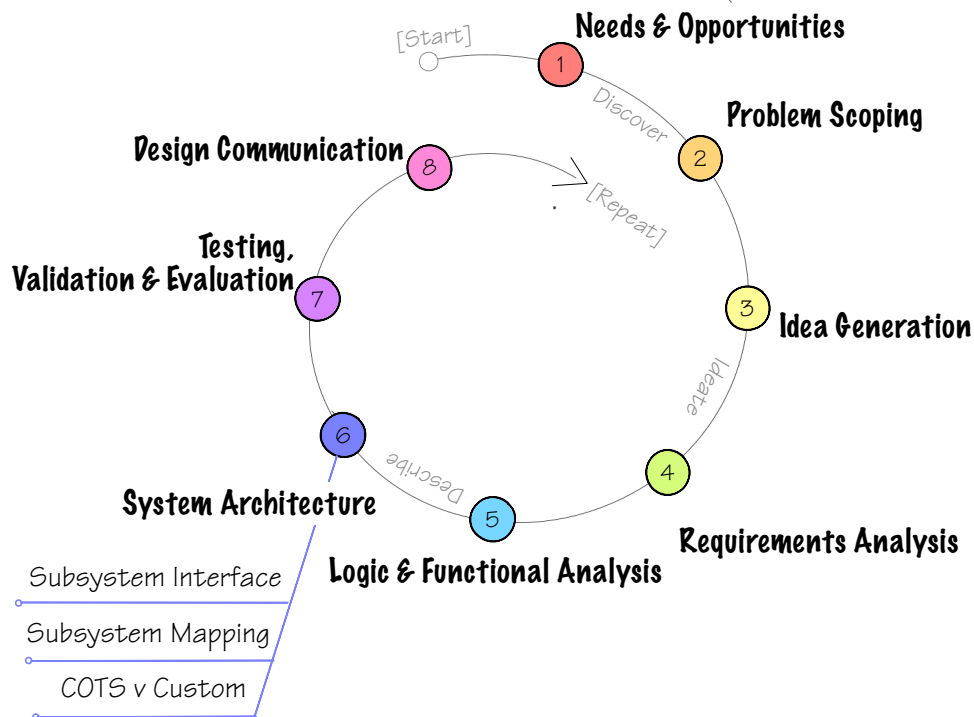 [Start]
Needs & Opportunities
1
Discover
Problem Scoping
2
Design Communication
8
[Repeat]
Testing,
Validation & Evaluation
7
3
Idea Generation
Ideate
6
Describe
4
System Architecture
5
Requirements Analysis
Logic & Functional Analysis
Subsystem Interface
Subsystem Mapping
COTS v Custom